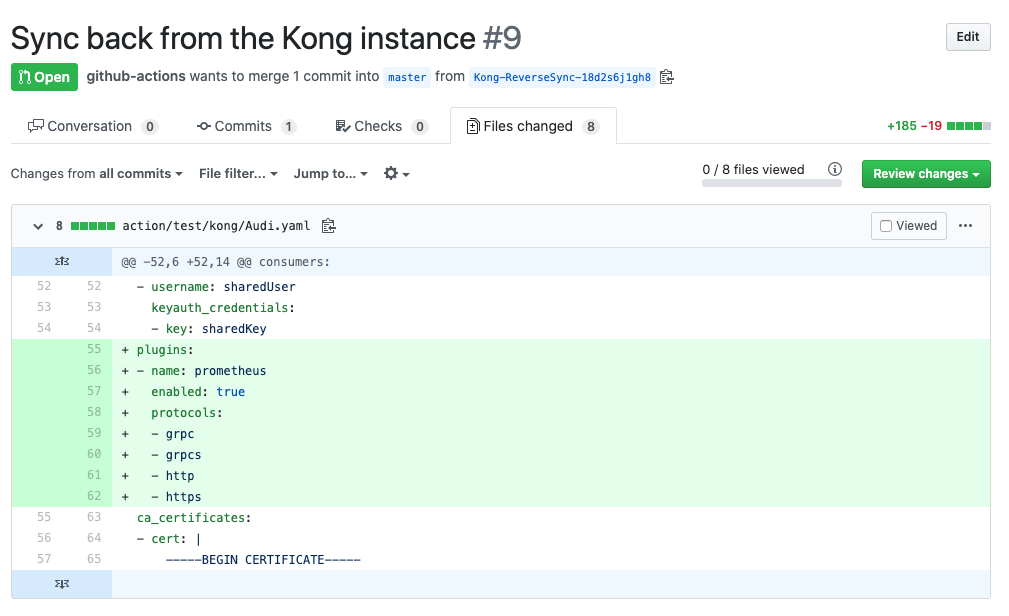 Sync back from the Kong instance #9
Edit
Open github-actions wants to merge 1 commit into master from Kong-ReverseSync-18d2s6j1gh8
Conversation 0 Commits 1 Checks 0 Files changed 8 +185 −19
Changes from all commits File filter... Jump to... 0 / 8 files viewed Review changes
8 action/test/kong/Audi.yaml Viewed ...
@@ -52,6 +52,14 @@ consumers:
52 52 - username: sharedUser
53 53 keyauth_credentials:
54 54 - key: sharedKey
55 + plugins:
56 + - name: prometheus
57 + enabled: true
58 + protocols:
59 + - grpc
60 + - grpcs
61 + - http
62 + - https
55 63 ca_certificates:
56 64 - cert: |
57 65 -----BEGIN CERTIFICATE-----